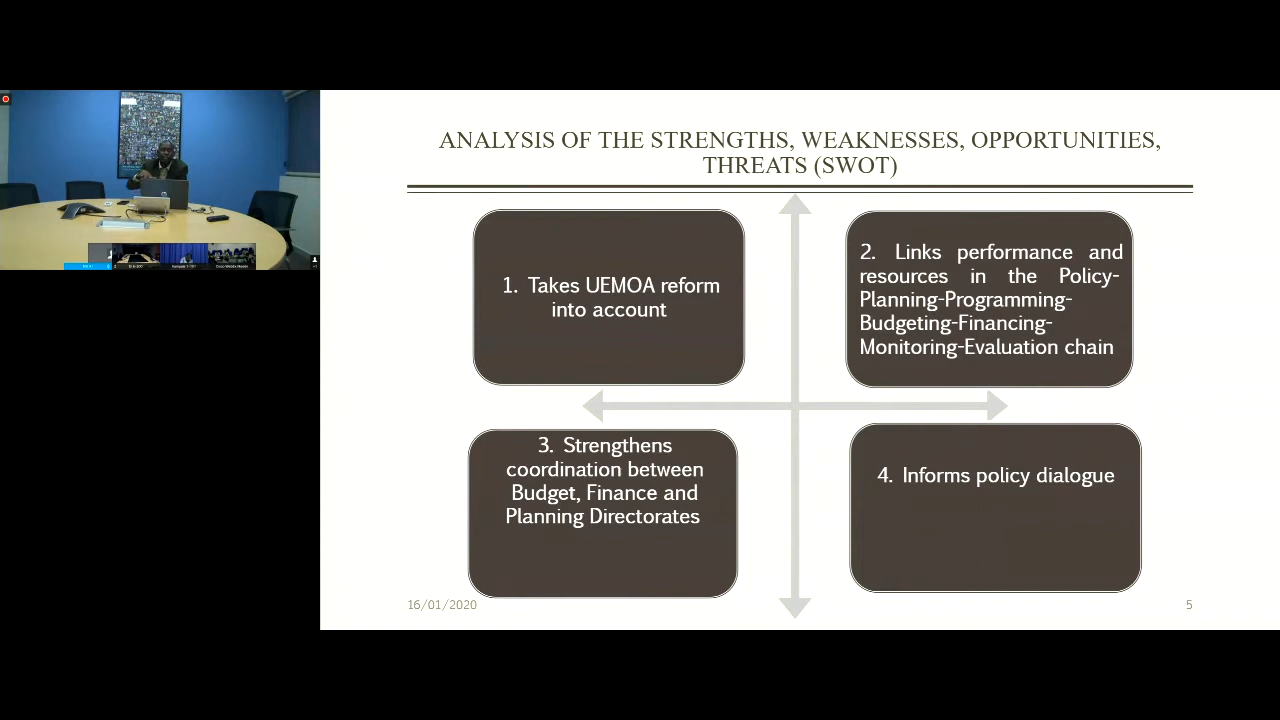 ANALYSIS OF THE STRENGTHS, WEAKNESSES, OPPORTUNITIES,
THREATS (SWOT)
1. Takes UEMOA reform
into account
2. Links performance and
resources in the Policy-
Planning-Programming-
Budgeting-Financing-
Monitoring-Evaluation chain
3. Strengthens
coordination between
Budget, Finance and
Planning Directorates
4. Informs policy dialogue
16/01/2020
5